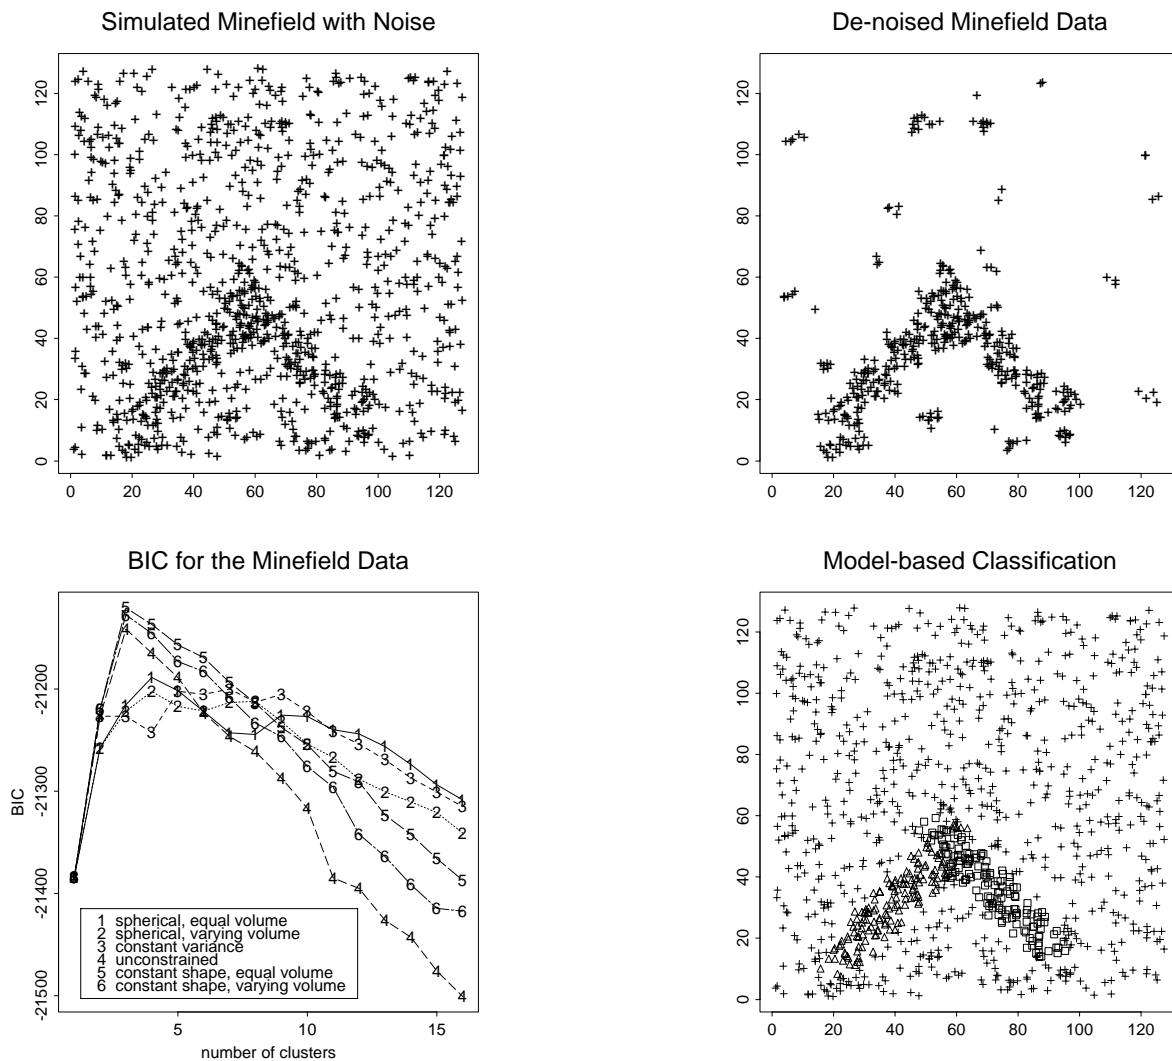 Simulated Minefield with Noise
120
100
80
60
40
20
0
0 20 40 60 80 100 120
De-noised Minefield Data
120
100
80
60
40
20
0
0 20 40 60 80 100 120
BIC for the Minefield Data
BIC
-21200
-21300
-21400
-21500
1 spherical, equal volume
2 spherical, varying volume
3 constant variance
4 unconstrained
5 constant shape, equal volume
6 constant shape, varying volume
5 10 15
number of clusters
Model-based Classification
120
100
80
60
40
20
0
0 20 40 60 80 100 120